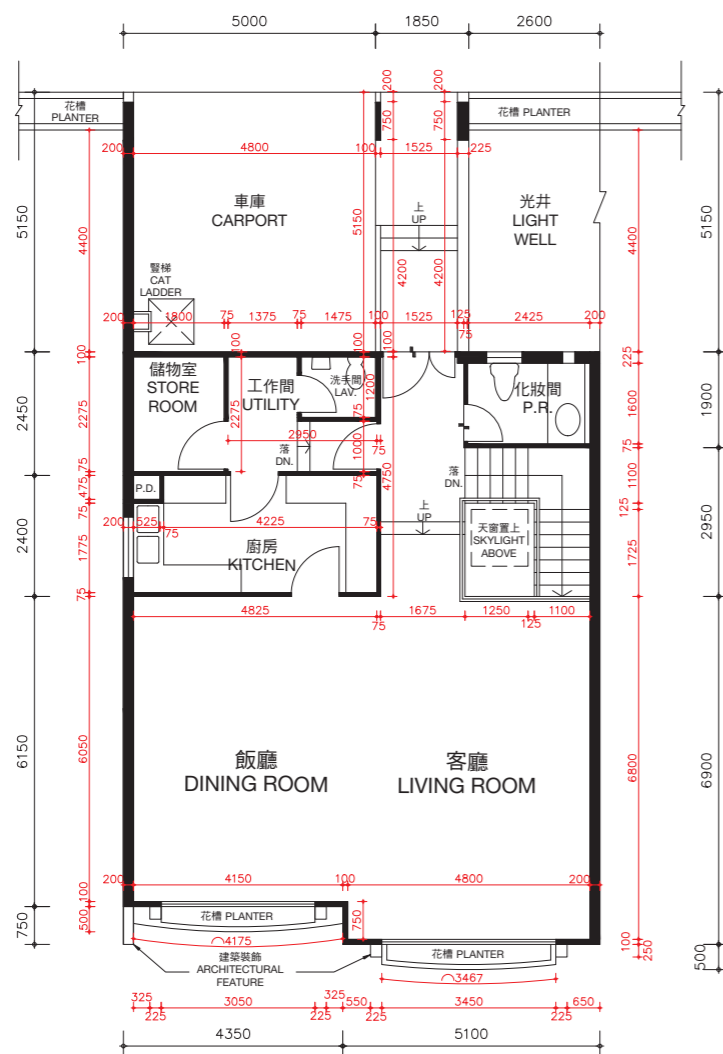 5000
1850
2600
花槽
PLANTER
花槽 PLANTER
200
200
750
750
200
4800
100
1525
225
5150
4400
車庫
CARPORT
5150
上
UP
光井
LIGHT
WELL
4400
5150
4200
4200
豎梯
CAT
LADDER
200
1800
75
1375
75
1475
100
1525
125
75
2425
200
100
100
100
100
225
儲物室
STORE
ROOM
工作間
UTILITY
洗手間
LAV.
1200
化妝間
P.R.
2450
2275
2275
1600
1900
2950
75
75
落
DN.
1000
75
4750
落
DN.
75
1100
75
475
P.D.
75
上
UP
天窗置上
SKYLIGHT
ABOVE
125
200
525
75
4225
75
廚房
KITCHEN
2400
1775
1725
2950
75
4825
75
1675
1250
125
1100
6150
6050
飯廳
DINING ROOM
客廳
LIVING ROOM
6800
6900
200
4150
100
4800
200
100
750
500
花槽 PLANTER
750
4175
花槽 PLANTER
100
250
500
建築裝飾
ARCHITECTURAL
FEATURE
3467
325
225
3050
225
325
550
225
3450
225
650
4350
5100